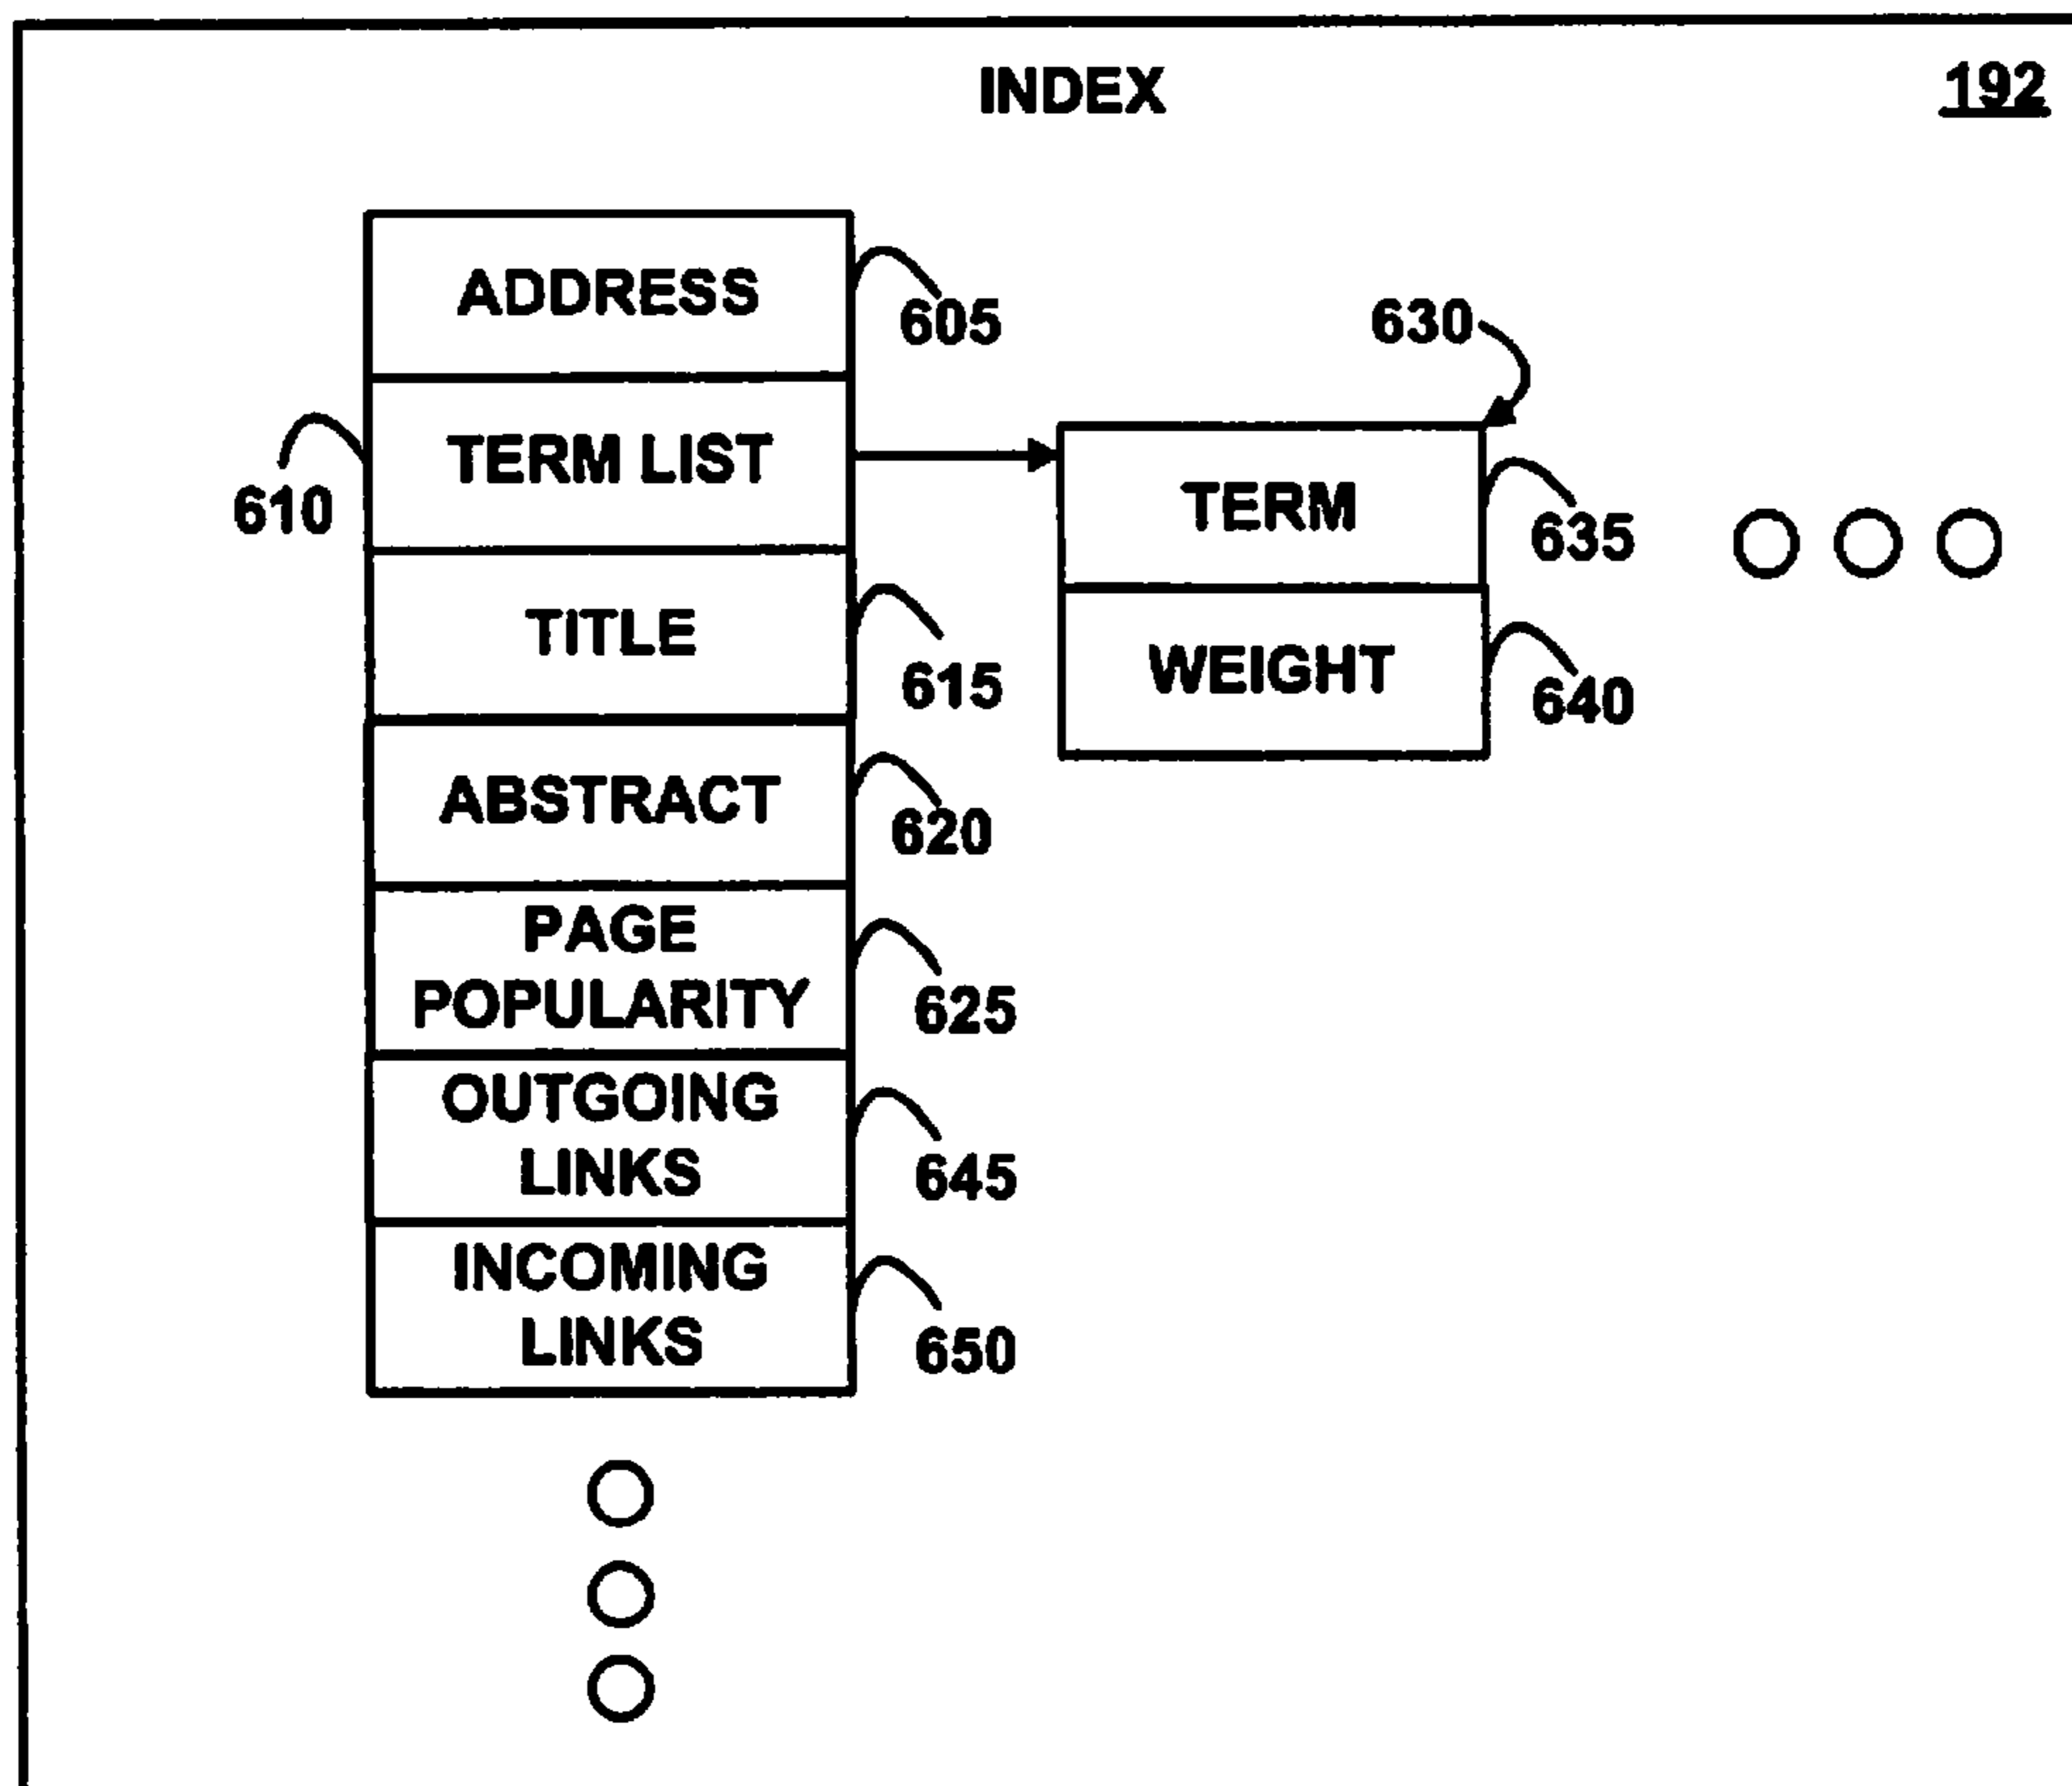 INDEX
192
ADDRESS
605
630
TERM LIST
610
TERM
635
TITLE
615
WEIGHT
640
ABSTRACT
620
PAGE
POPULARITY
625
OUTGOING
LINKS
645
INCOMING
LINKS
650